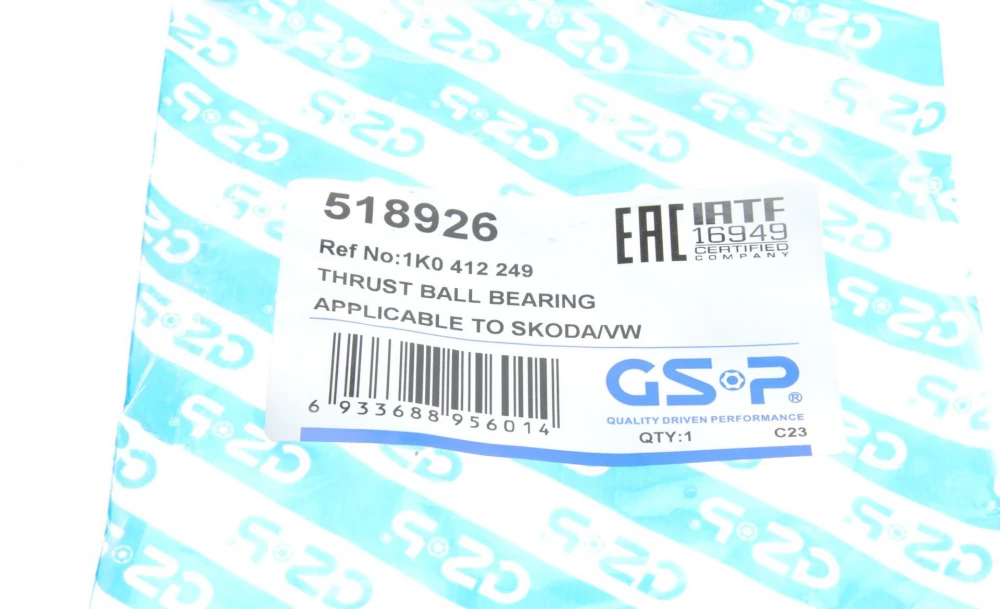 518926
Ref No:1K0 412 249
THRUST BALL BEARING
APPLICABLE TO SKODA/VW
EAC
IATF
16949
CERTIFIED
COMPANY
6 933688 956014
GS-P®
QUALITY DRIVEN PERFORMANCE
QTY:1
C23